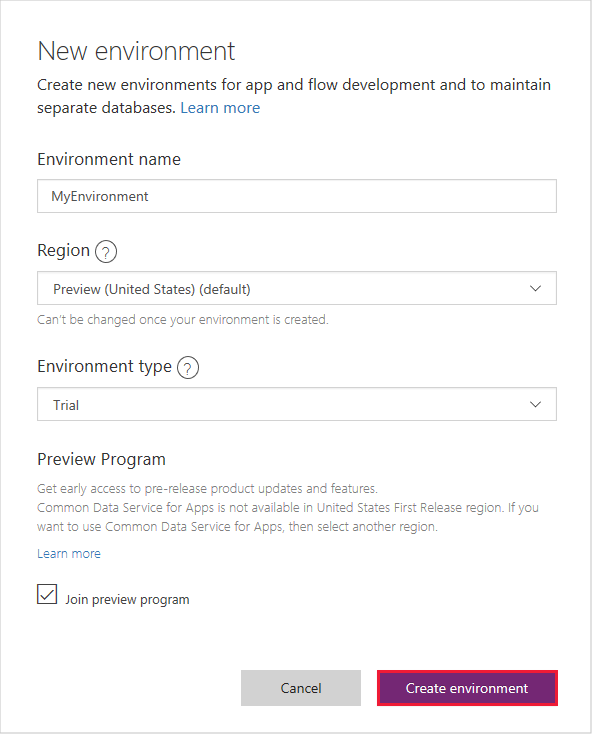 New environment
Create new environments for app and flow development and to maintain
separate databases. Learn more
Environment name
MyEnvironment
Region ?
Preview (United States) (default)
Can't be changed once your environment is created.
Environment type ?
Trial
Preview Program
Get early access to pre-release product updates and features.
Common Data Service for Apps is not available in United States First Release region. If you
want to use Common Data Service for Apps, then select another region.
Learn more
Join preview program
Cancel
Create environment